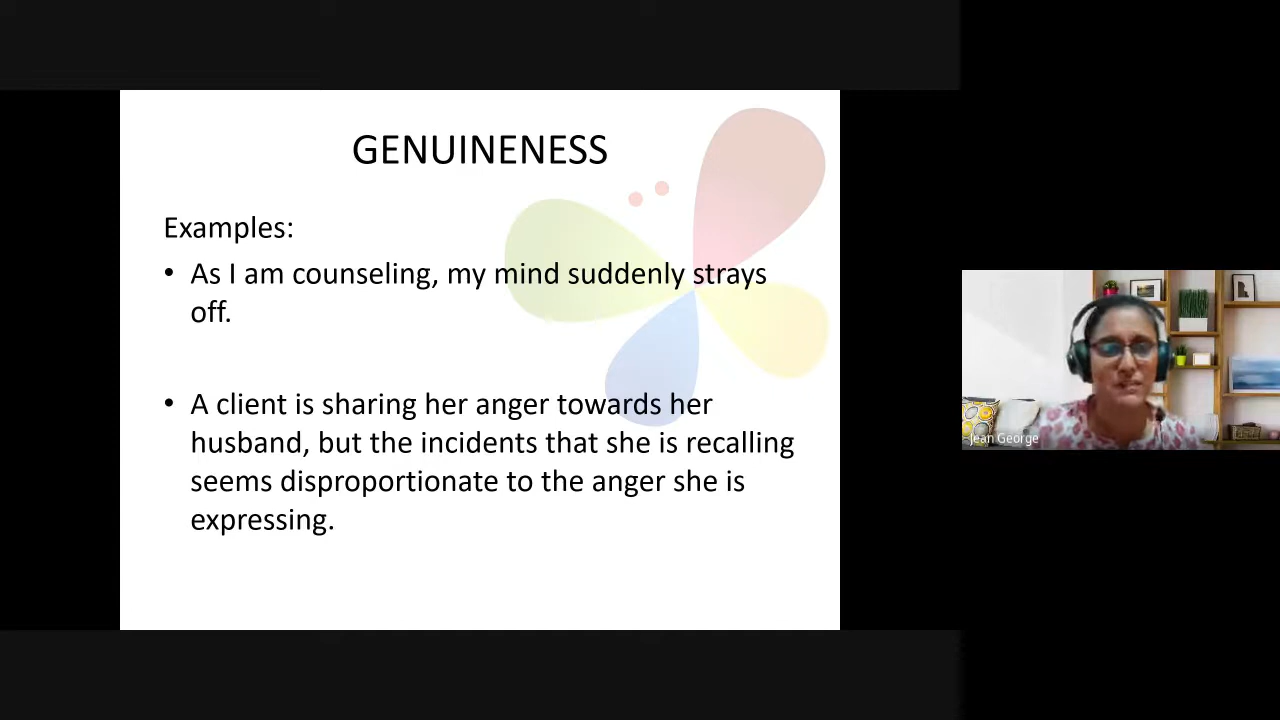 GENUINENESS
Examples:
• As I am counseling, my mind suddenly strays
off.
• A client is sharing her anger towards her
husband, but the incidents that she is recalling
seems disproportionate to the anger she is
expressing.
Jean George